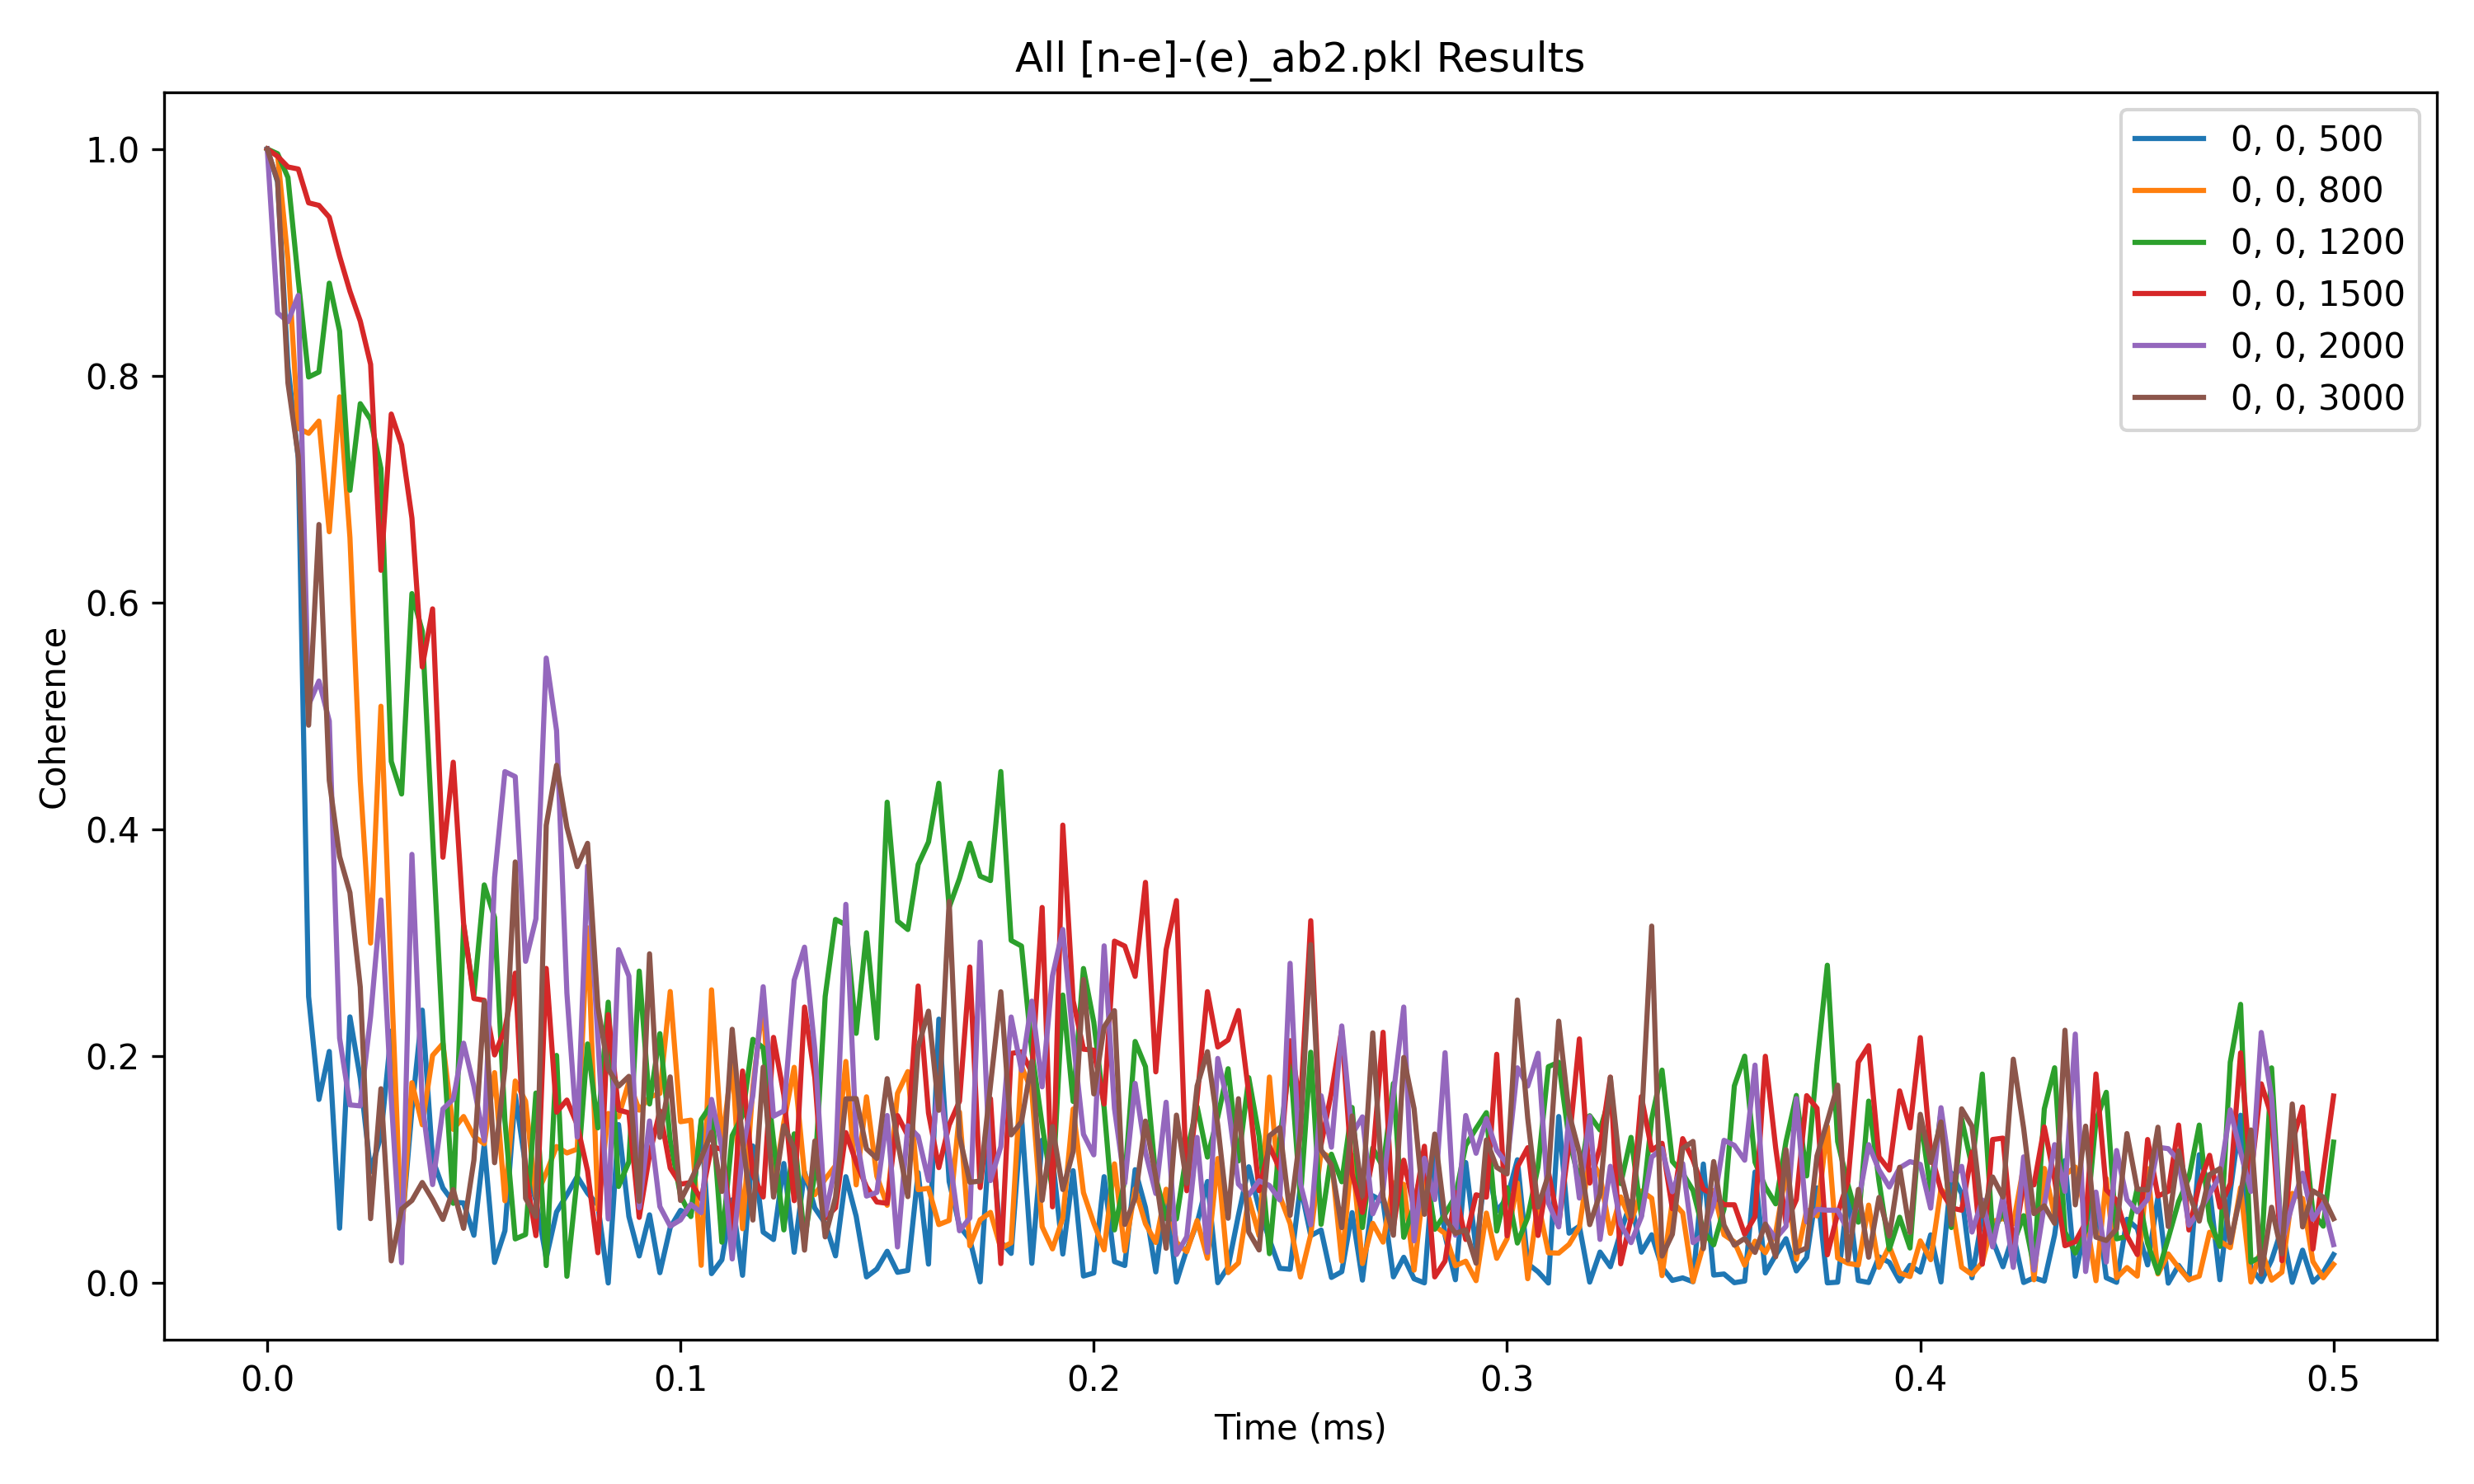 All [n-e]-(e)_ab2.pkl Results
0, 0, 500
0, 0, 800
0, 0, 1200
0, 0, 1500
0, 0, 2000
0, 0, 3000
Coherence
1.0
0.8
0.6
0.4
0.2
0.0
0.0 0.1 0.2 0.3 0.4 0.5
Time (ms)